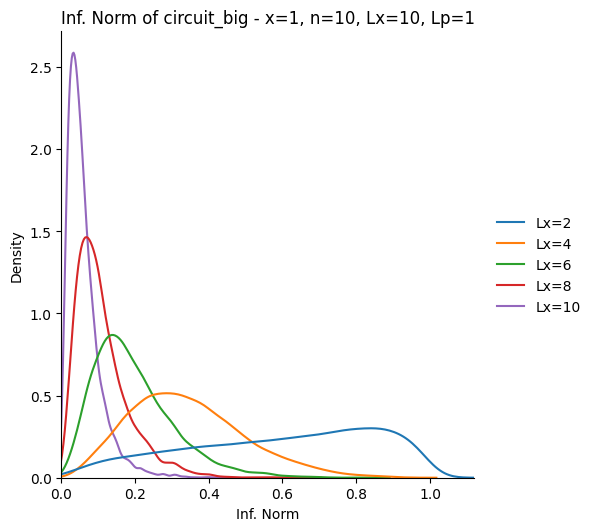 Inf. Norm of circuit_big - x=1, n=10, Lx=10, Lp=1
2.5
2.0
1.5
1.0
0.5
0.0
Density
0.0 0.2 0.4 0.6 0.8 1.0
Inf. Norm
Lx=2
Lx=4
Lx=6
Lx=8
Lx=10